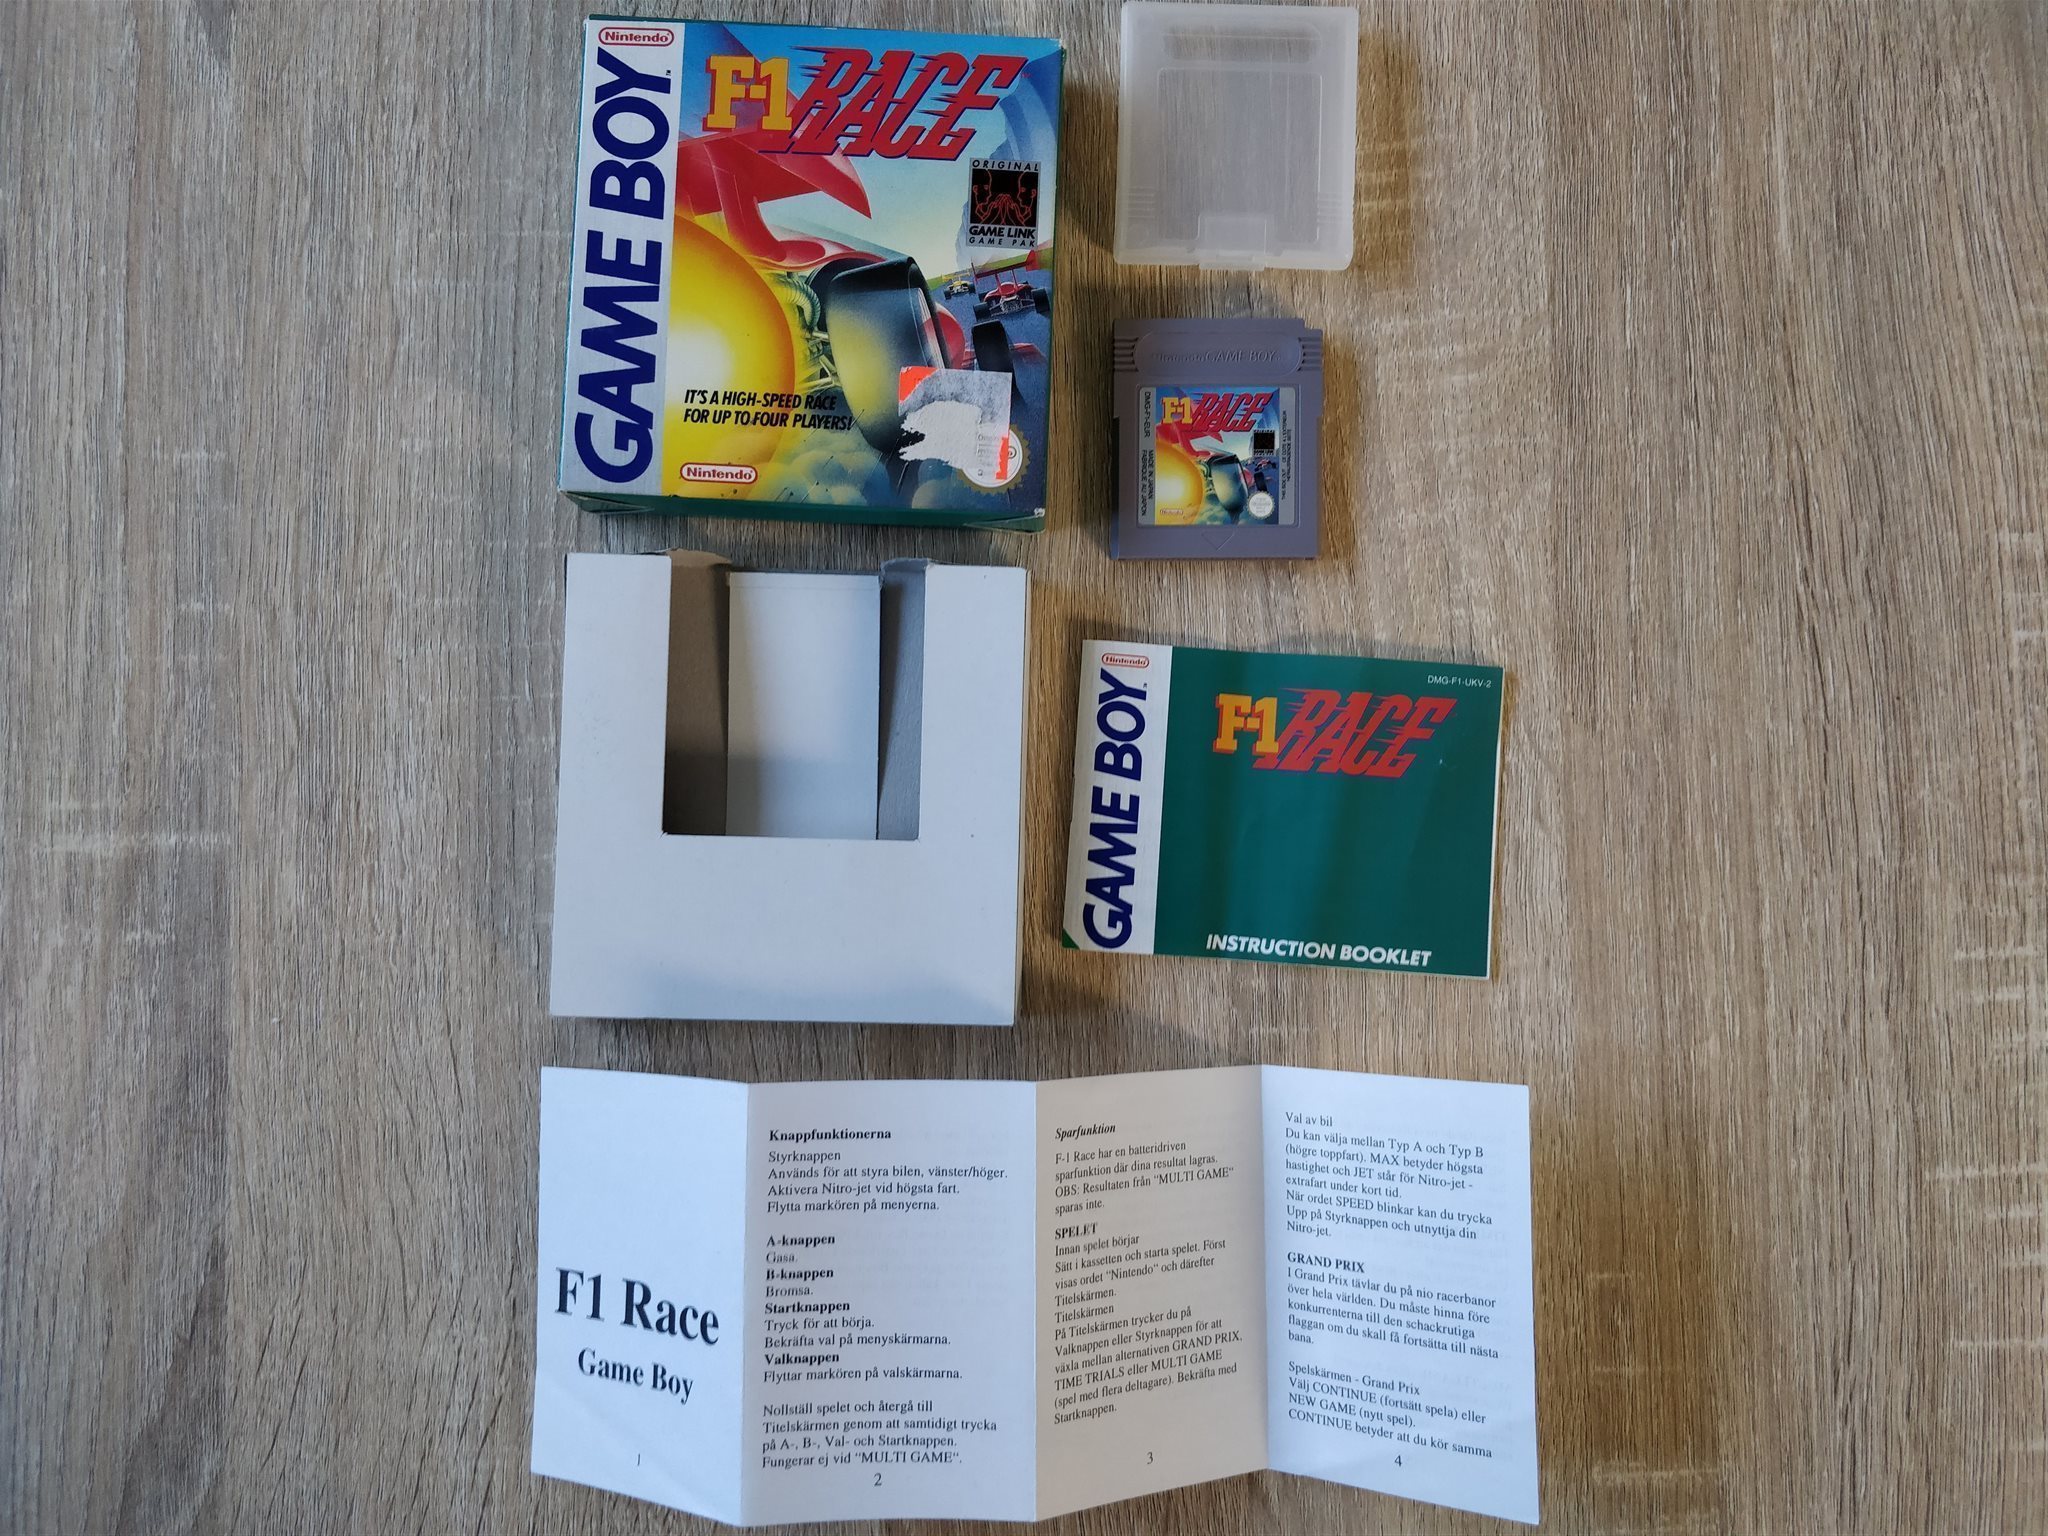 Nintendo
GAME BOY
F-1 RACE
ORIGINAL
GAME LINK
GAME PAK
IT'S A HIGH-SPEED RACE
FOR UP TO FOUR PLAYERS!
Nintendo
Nintendo GAME BOY
F-1 RACE
DMG-F1-EUR
MADE IN JAPAN
FABRIQUE AU JAPON
Nintendo
Nintendo
GAME BOY
DMG-F1-UKV-2
F-1 RACE
INSTRUCTION BOOKLET
F1 Race
Game Boy
1
Knappfunktionerna
Styrknappen
Används för att styra bilen, vänster/höger.
Aktivera Nitro-jet vid högsta fart.
Flytta markören på menyerna.
A-knappen
Gasa.
B-knappen
Bromsa.
Startknappen
Tryck för att börja.
Bekräfta val på menyskärmarna.
Valknappen
Flyttar markören på valskärmarna.
Nollställ spelet och återgå till
Titelskärmen genom att samtidigt trycka
på A-, B-, Val- och Startknappen.
Fungerar ej vid "MULTI GAME".
2
Sparfunktion
F-1 Race har en batteridriven
sparfunktion där dina resultat lagras.
OBS: Resultaten från "MULTI GAME"
sparas inte.
SPELET
Innan spelet börjar
Sätt i kassetten och starta spelet. Först
visas ordet "Nintendo" och därefter
Titelskärmen.
Titelskärmen
På Titelskärmen trycker du på
Valknappen eller Styrknappen för att
växla mellan alternativen GRAND PRIX,
TIME TRIALS eller MULTI GAME
(spel med flera deltagare). Bekräfta med
Startknappen.
3
Val av bil
Du kan välja mellan Typ A och Typ B
(högre toppfart). MAX betyder högsta
hastighet och JET står för Nitro-jet -
extrafart under kort tid.
När ordet SPEED blinkar kan du trycka
Upp på Styrknappen och utnyttja din
Nitro-jet.
GRAND PRIX
I Grand Prix tävlar du på nio racerbanor
över hela världen. Du måste hinna före
konkurrenterna till den schackrutiga
flaggan om du skall få fortsätta till nästa
bana.
Spelskärmen - Grand Prix
Välj CONTINUE (fortsätt spela) eller
NEW GAME (nytt spel).
CONTINUE betyder att du kör samma
4